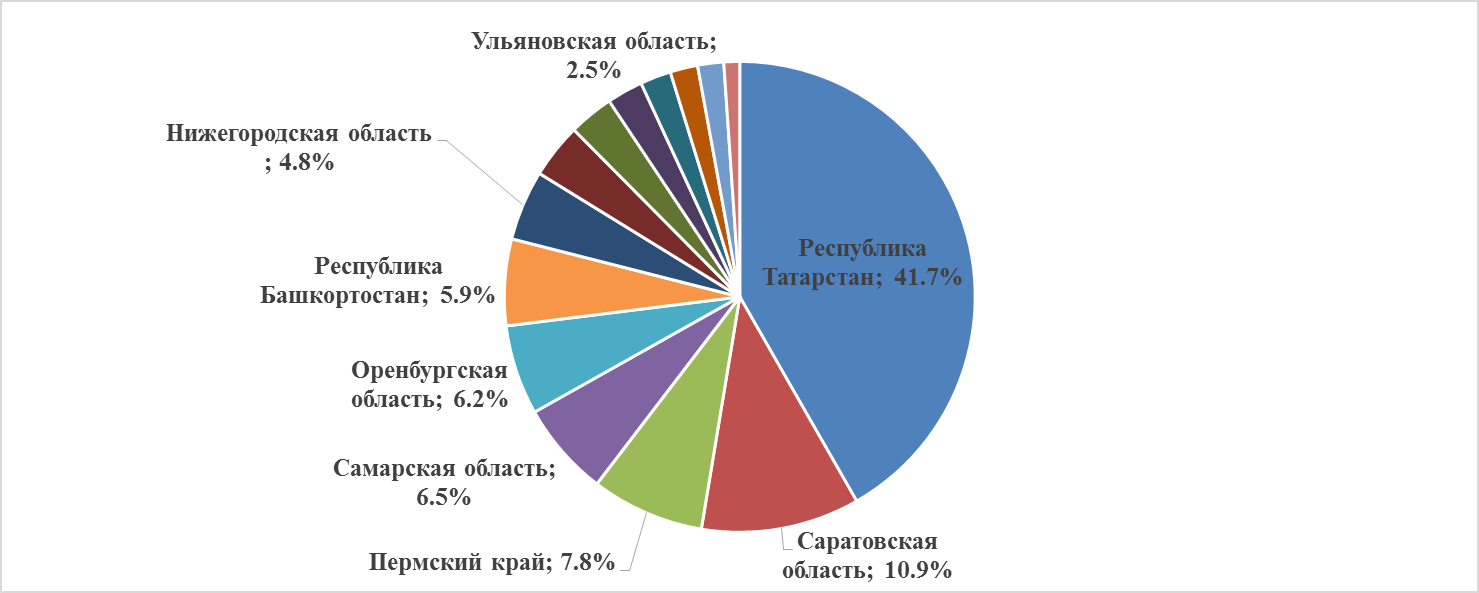 Ульяновская область;
2.5%
Нижегородская область
; 4.8%
Республика
Татарстан; 41.7%
Республика
Башкортостан; 5.9%
Оренбургская
область; 6.2%
Самарская область;
6.5%
Пермский край; 7.8%
Саратовская
область; 10.9%